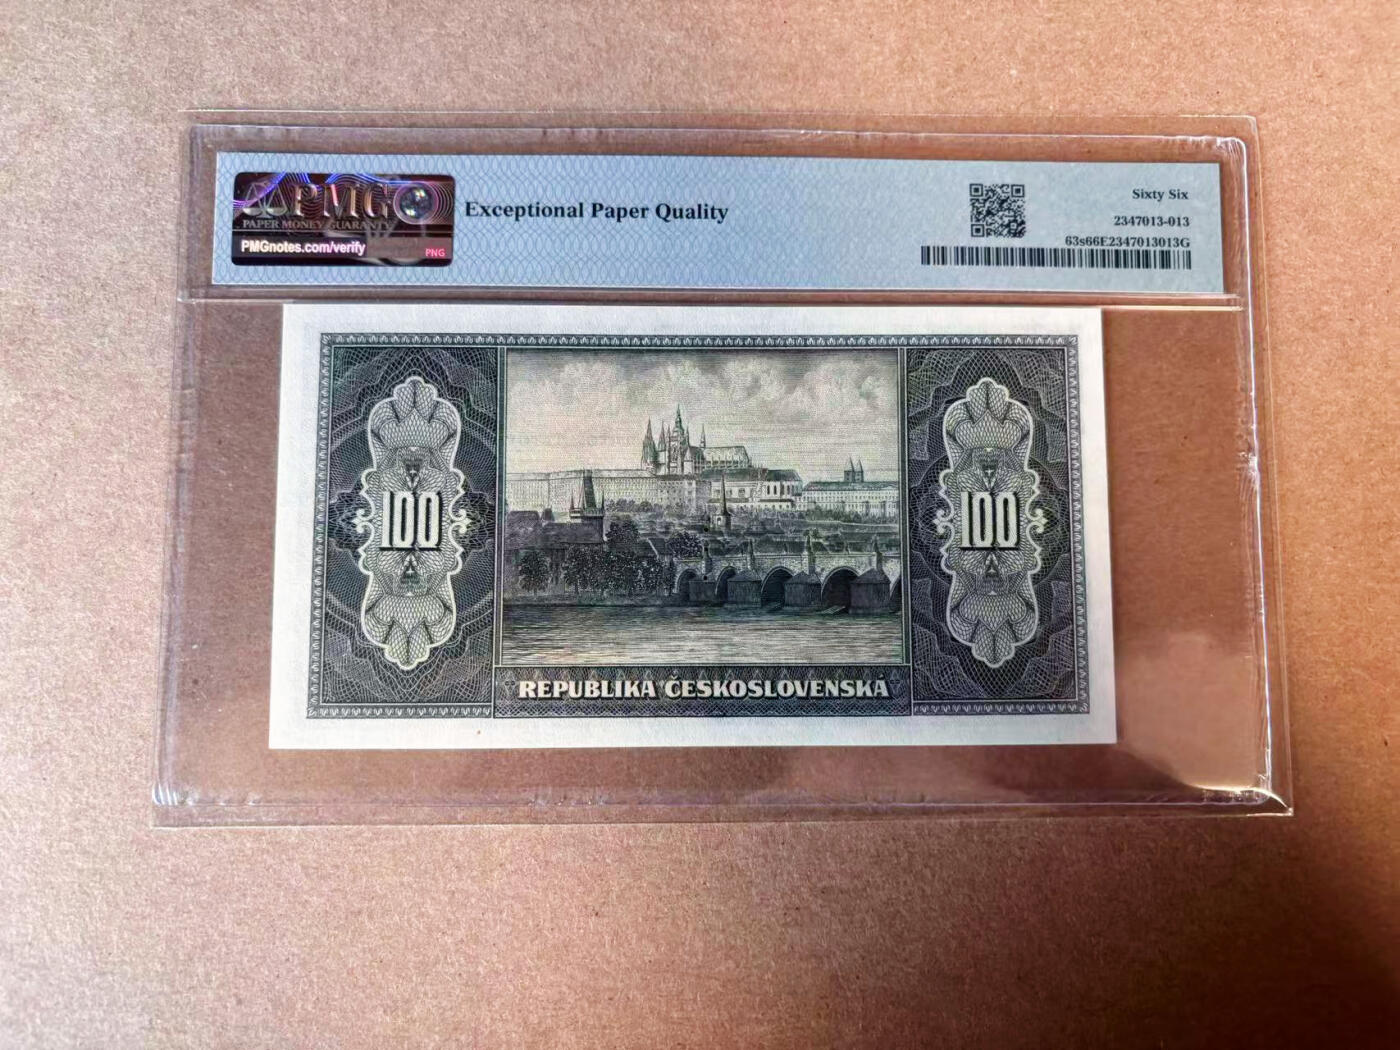 PMG
PAPER MONEY GUARANTY
PMGnotes.com/verify
PNG
Exceptional Paper Quality
Sixty Six
2347013-013
63s66E2347013013G
100
100
REPUBLIKA ČESKOSLOVENSKÁ